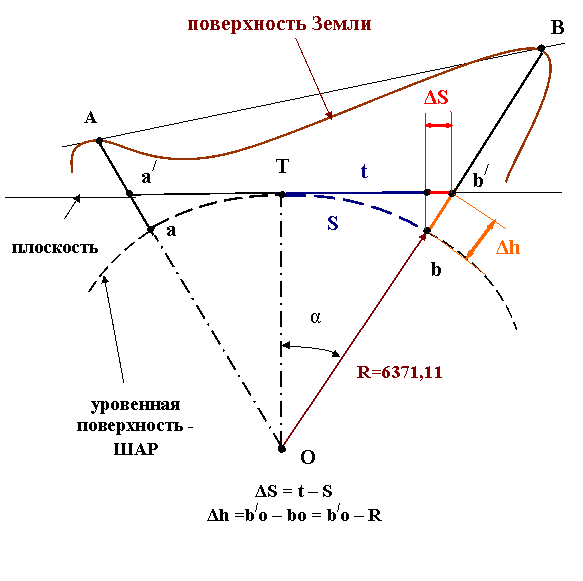 поверхность Земли
B
ΔS
A
a/
T
t
b/
a
S
плоскость
b
Δh
α
R=6371,11
уровенная
поверхность -
ШАР
O
ΔS = t – S
Δh =b/o – bo = b/o – R